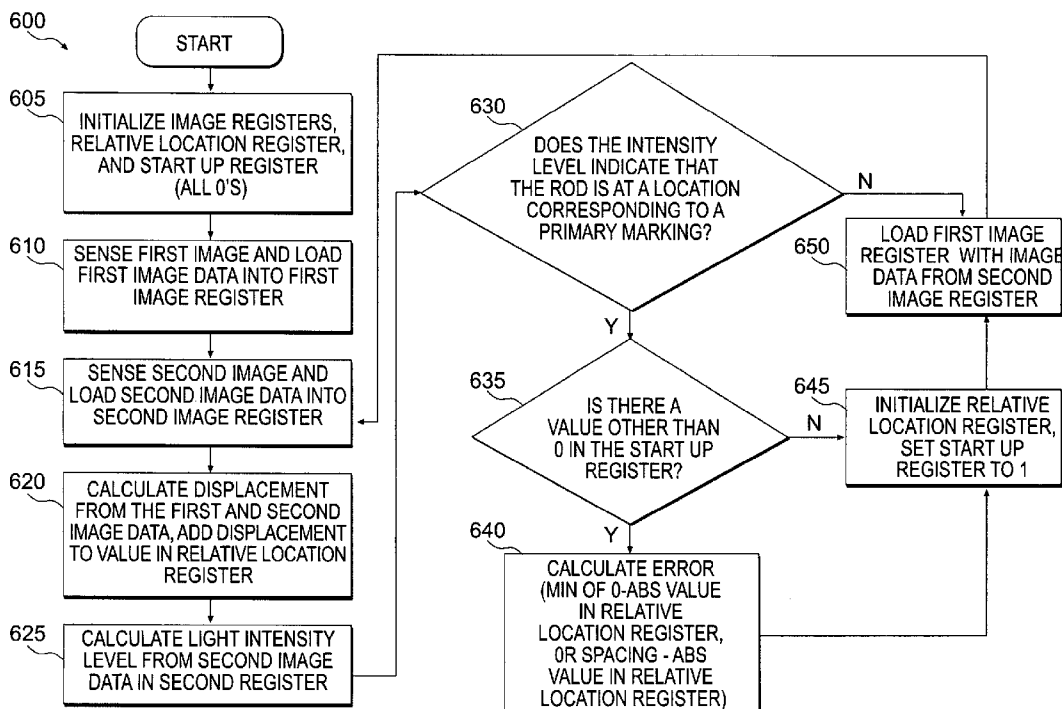 600
START
605
INITIALIZE IMAGE REGISTERS,
RELATIVE LOCATION REGISTER,
AND START UP REGISTER
(ALL 0'S)
610
SENSE FIRST IMAGE AND LOAD
FIRST IMAGE DATA INTO FIRST
IMAGE REGISTER
615
SENSE SECOND IMAGE AND
LOAD SECOND IMAGE DATA INTO
SECOND IMAGE REGISTER
620
CALCULATE DISPLACEMENT
FROM THE FIRST AND SECOND
IMAGE DATA, ADD DISPLACEMENT
TO VALUE IN RELATIVE LOCATION
REGISTER
625
CALCULATE LIGHT INTENSITY
LEVEL FROM SECOND IMAGE
DATA IN SECOND REGISTER
630
DOES THE INTENSITY
LEVEL INDICATE THAT
THE ROD IS AT A LOCATION
CORRESPONDING TO A
PRIMARY MARKING?
N
Y
635
IS THERE A
VALUE OTHER THAN
0 IN THE START UP
REGISTER?
N
Y
640
CALCULATE ERROR
(MIN OF 0-ABS VALUE
IN RELATIVE
LOCATION REGISTER,
0R SPACING - ABS
VALUE IN RELATIVE
LOCATION REGISTER)
645
INITIALIZE RELATIVE
LOCATION REGISTER,
SET START UP
REGISTER TO 1
650
LOAD FIRST IMAGE
REGISTER WITH IMAGE
DATA FROM SECOND
IMAGE REGISTER